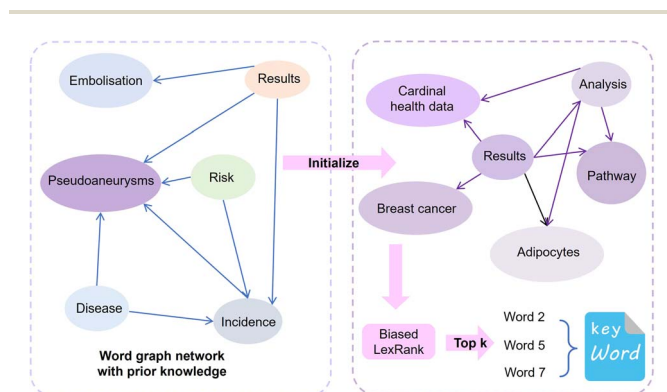 Embolisation
Results
Pseudoaneurysms
Risk
Disease
Incidence
Word graph network
with prior knowledge
Initialize
Cardinal
health data
Analysis
Results
Pathway
Breast cancer
Adipocytes
Biased
LexRank
Top k
Word 2
Word 5
Word 7
key
Word